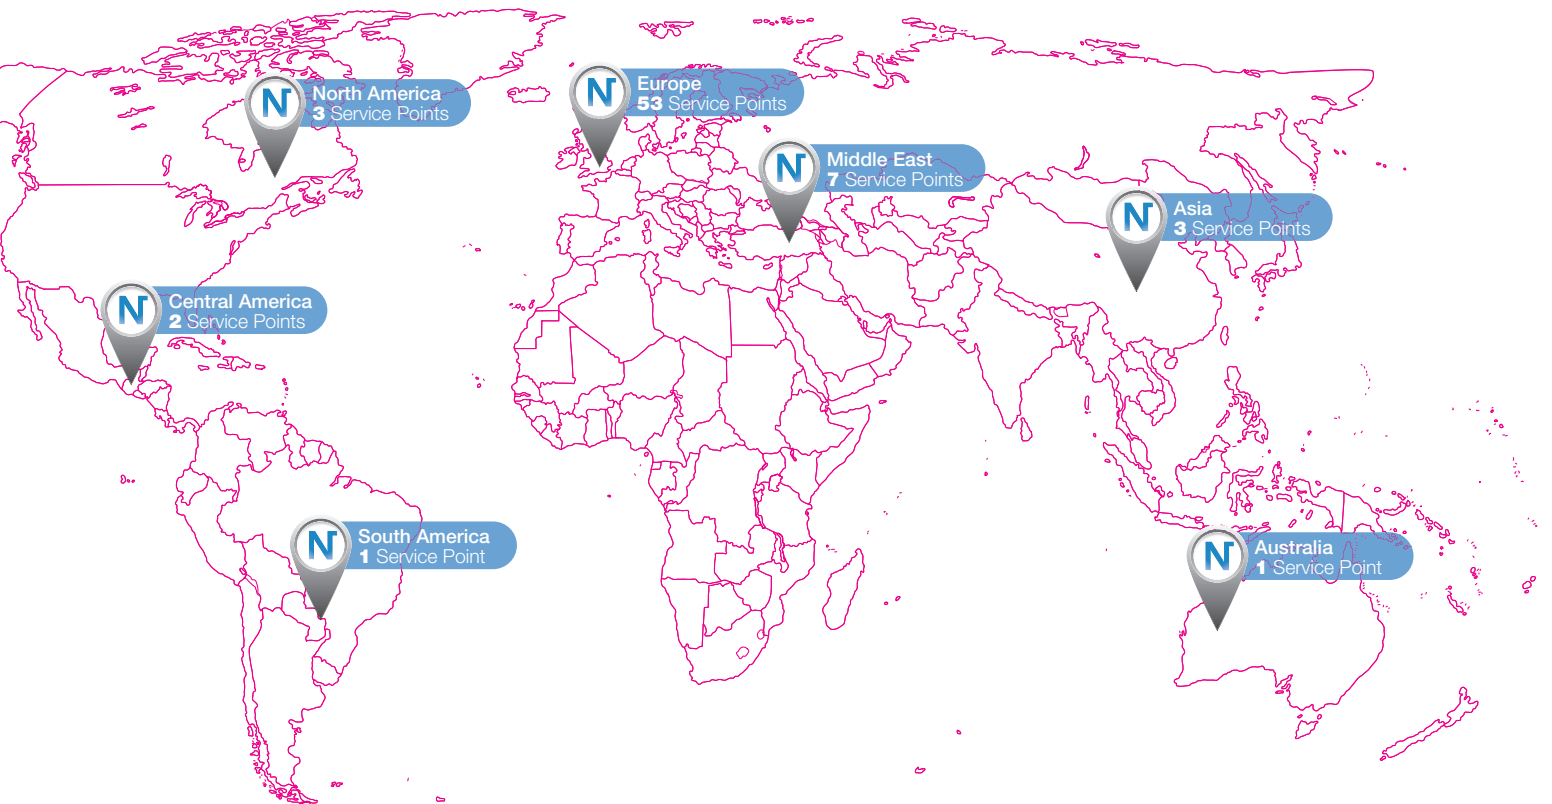 North America
3 Service Points
Europe
53 Service Points
Middle East
7 Service Points
Asia
3 Service Points
Central America
2 Service Points
South America
1 Service Point
Australia
1 Service Point